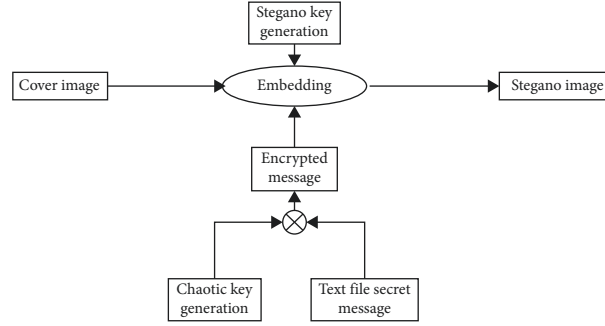 Stegano key
generation
Cover image
Embedding
Stegano image
Encrypted
message
Chaotic key
generation
Text file secret
message